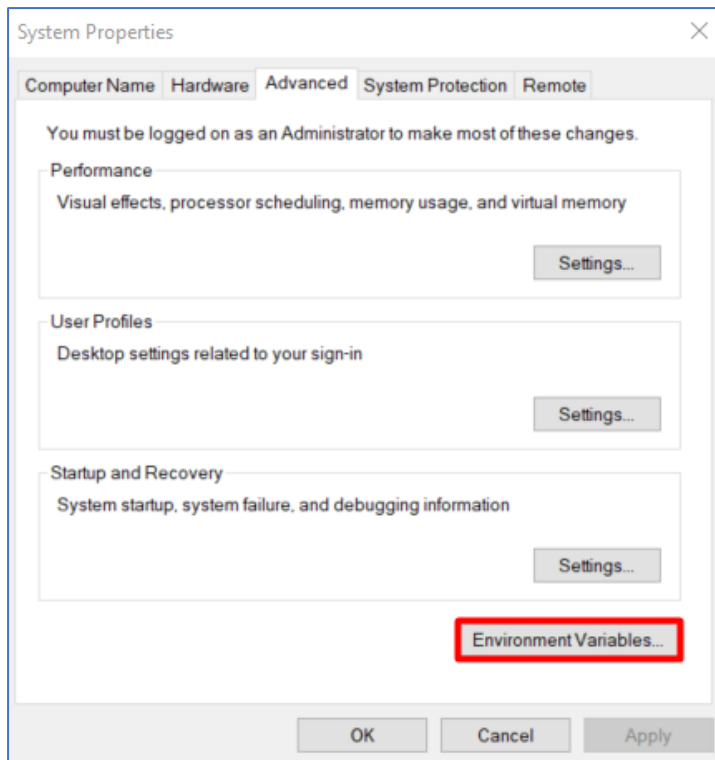 System Properties
Computer Name Hardware Advanced System Protection Remote
You must be logged on as an Administrator to make most of these changes.
Performance
Visual effects, processor scheduling, memory usage, and virtual memory
Settings...
User Profiles
Desktop settings related to your sign-in
Settings...
Startup and Recovery
System startup, system failure, and debugging information
Settings...
Environment Variables...
OK Cancel Apply